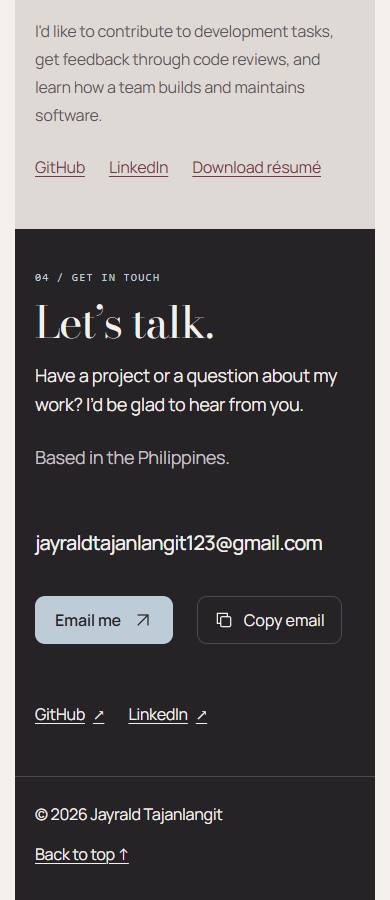 I'd like to contribute to development tasks,
get feedback through code reviews, and
learn how a team builds and maintains
software.
GitHub LinkedIn Download résumé
04 / GET IN TOUCH
Let’s talk.
Have a project or a question about my
work? I’d be glad to hear from you.
Based in the Philippines.
jayraldtajanlangit123@gmail.com
Email me Copy email
GitHub ↗ LinkedIn ↗
© 2026 Jayrald Tajanlangit
Back to top ↑